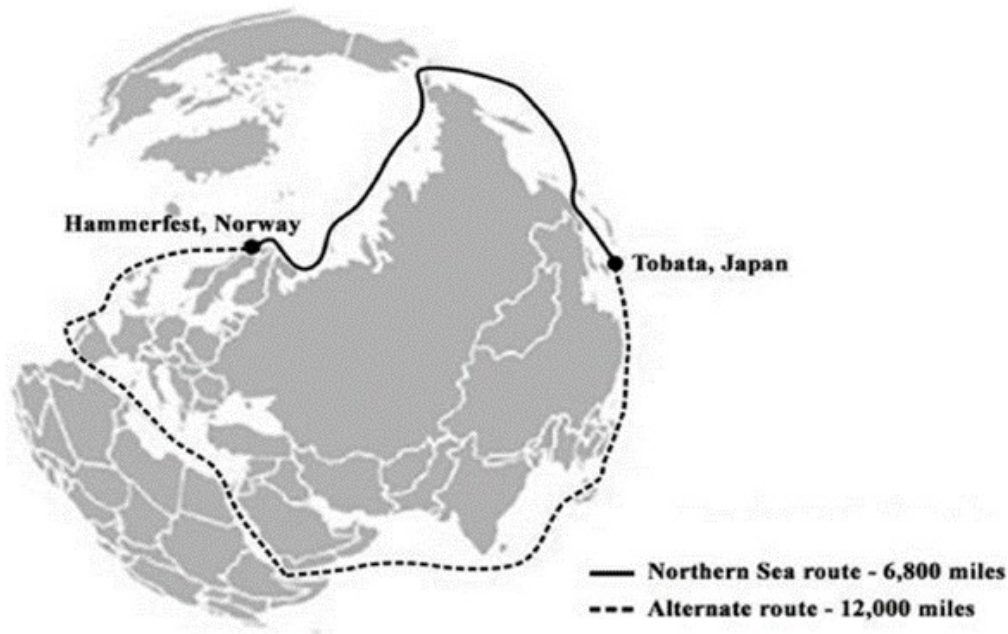 Hammerfest, Norway
Tobata, Japan
Northern Sea route - 6,800 miles
Alternate route - 12,000 miles